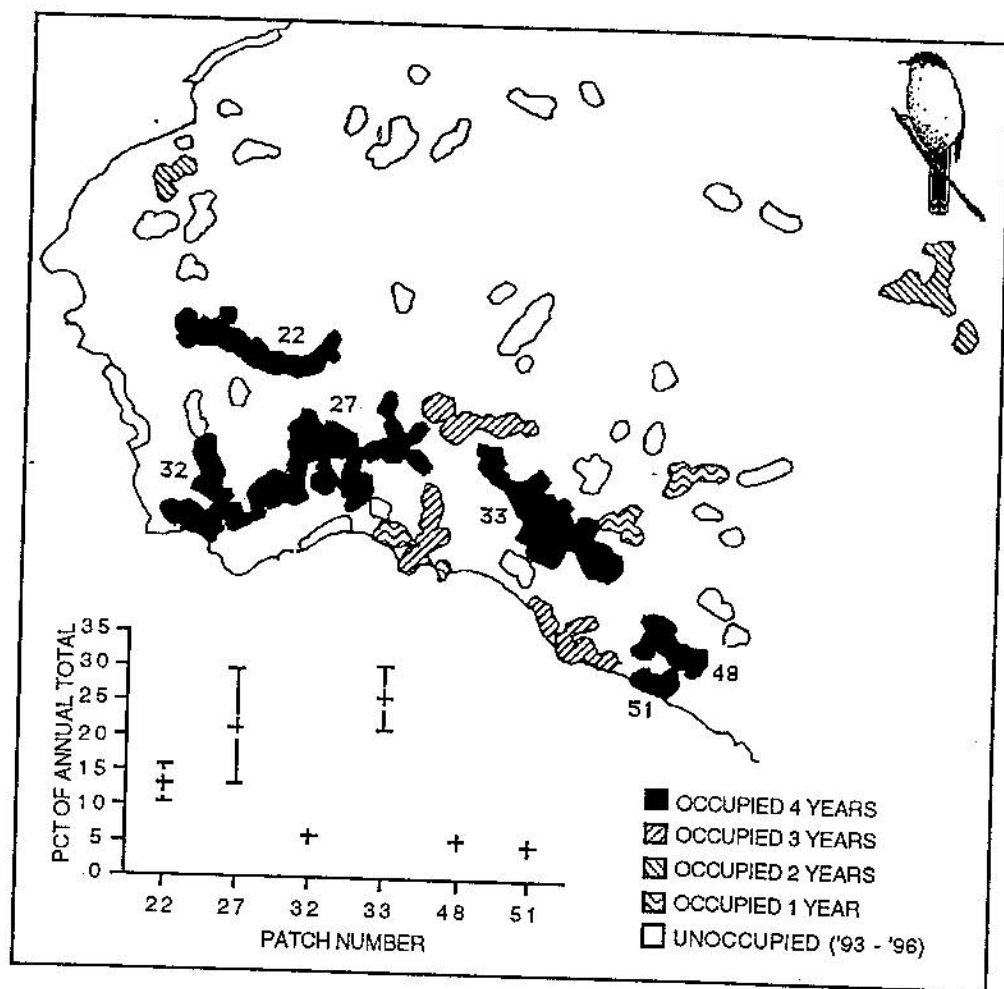 22
27
32
33
48
51
PCT OF ANNUAL TOTAL
35
30
25
20
15
10
5
0
22 27 32 33 48 51
PATCH NUMBER
OCCUPIED 4 YEARS
OCCUPIED 3 YEARS
OCCUPIED 2 YEARS
OCCUPIED 1 YEAR
UNOCCUPIED ('93 - '96)